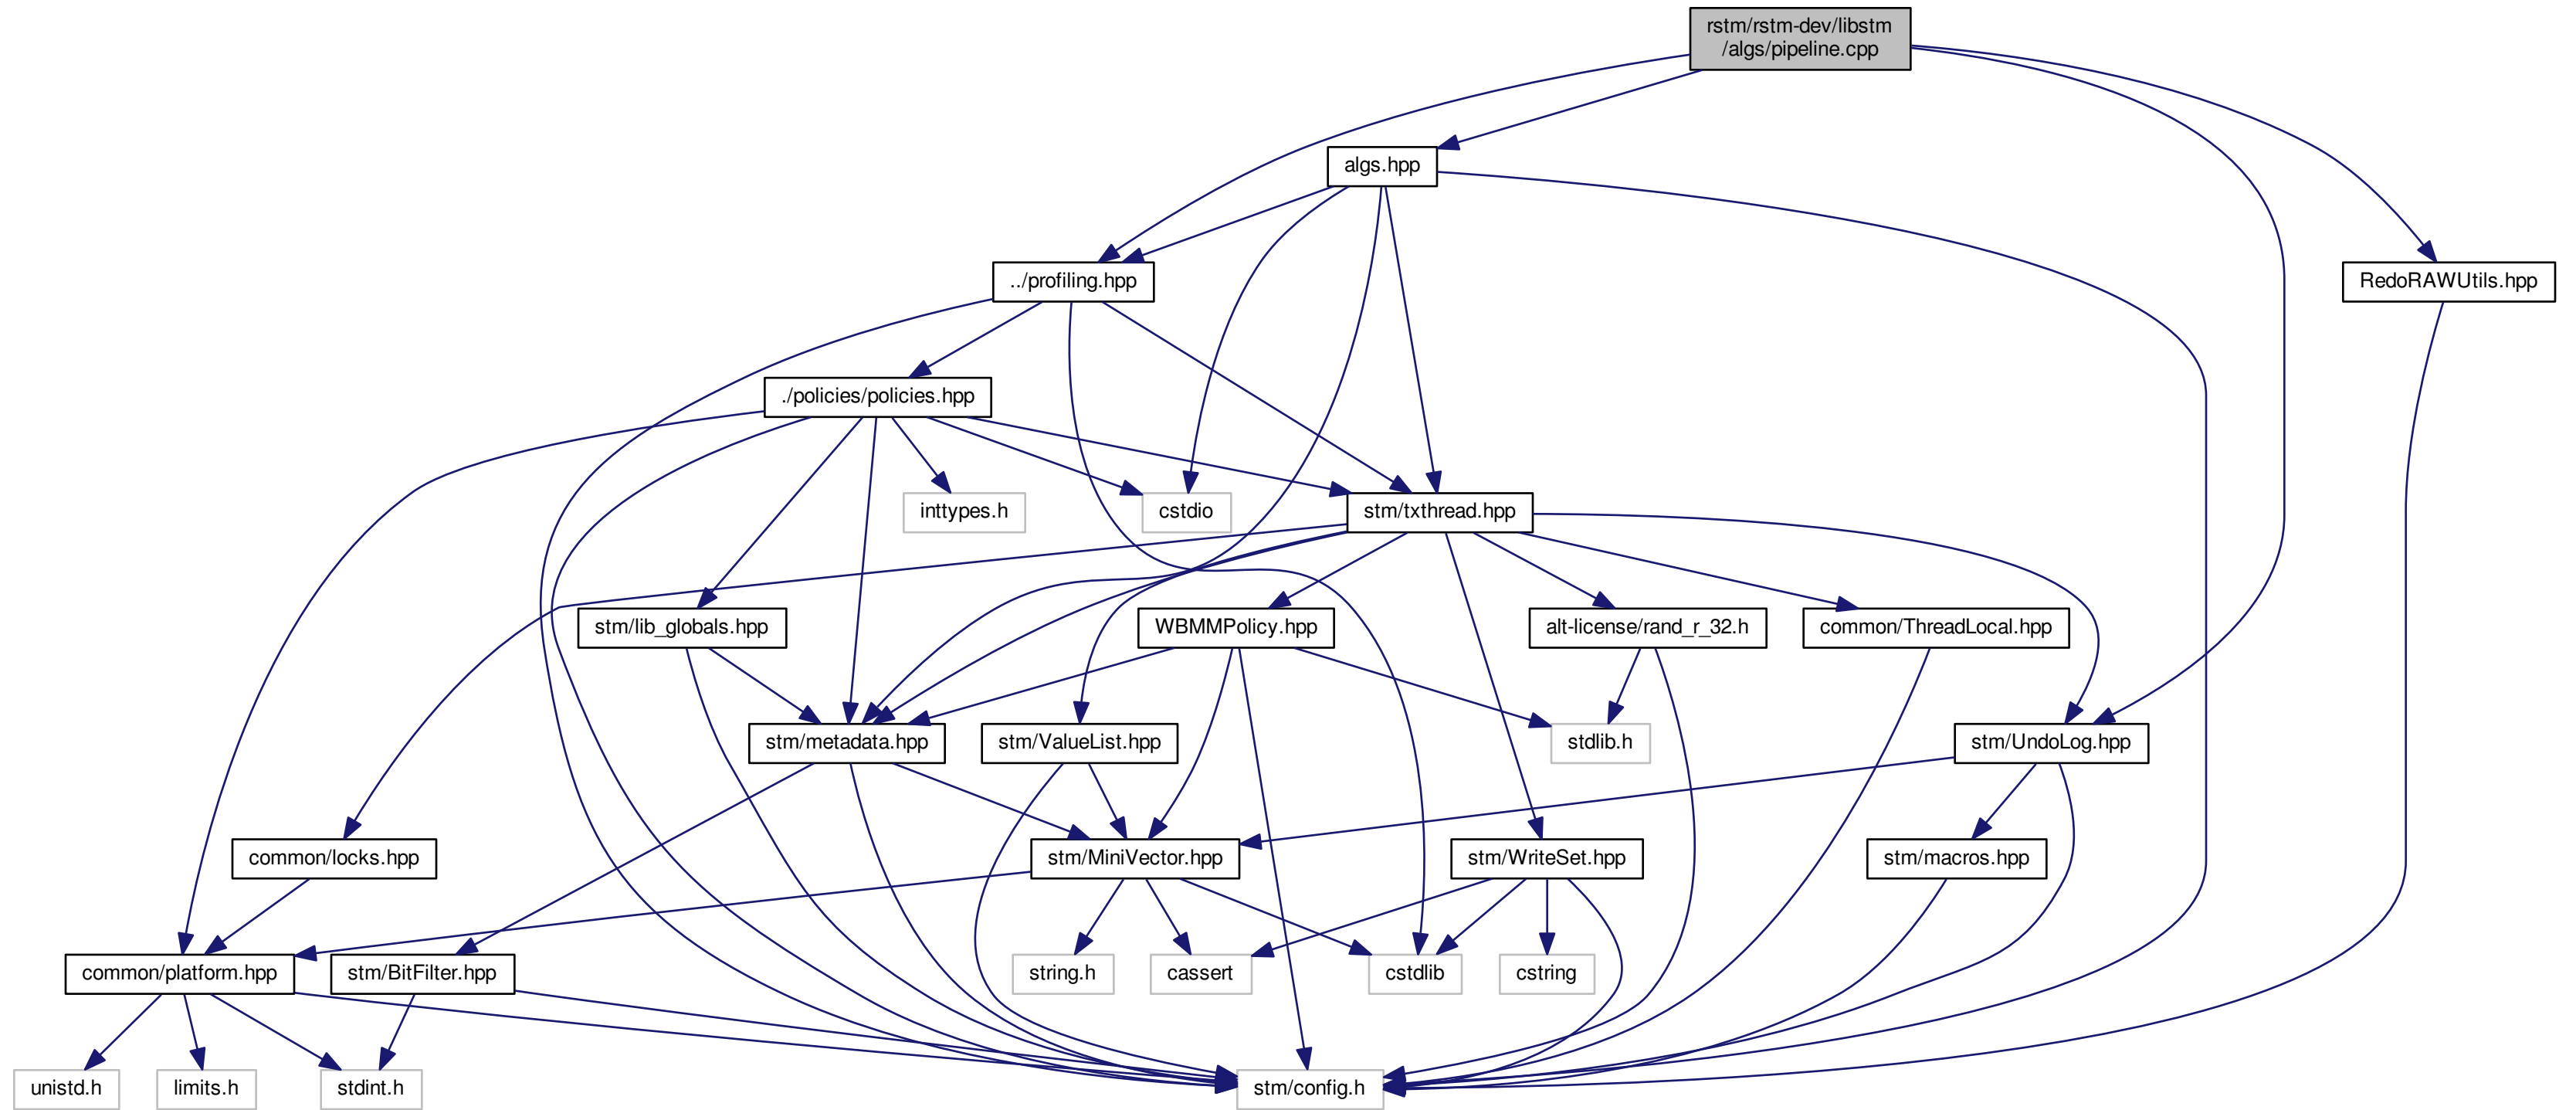 rstm/rstm-dev/libstm
/algs/pipeline.cpp
algs.hpp
../profiling.hpp
RedoRAWUtils.hpp
./policies/policies.hpp
inttypes.h
cstdio
stm/txthread.hpp
stm/lib_globals.hpp
WBMMPolicy.hpp
alt-license/rand_r_32.h
common/ThreadLocal.hpp
stm/metadata.hpp
stm/ValueList.hpp
stdlib.h
stm/UndoLog.hpp
common/locks.hpp
stm/MiniVector.hpp
stm/WriteSet.hpp
stm/macros.hpp
common/platform.hpp
stm/BitFilter.hpp
string.h
cassert
cstdlib
cstring
unistd.h
limits.h
stdint.h
stm/config.h